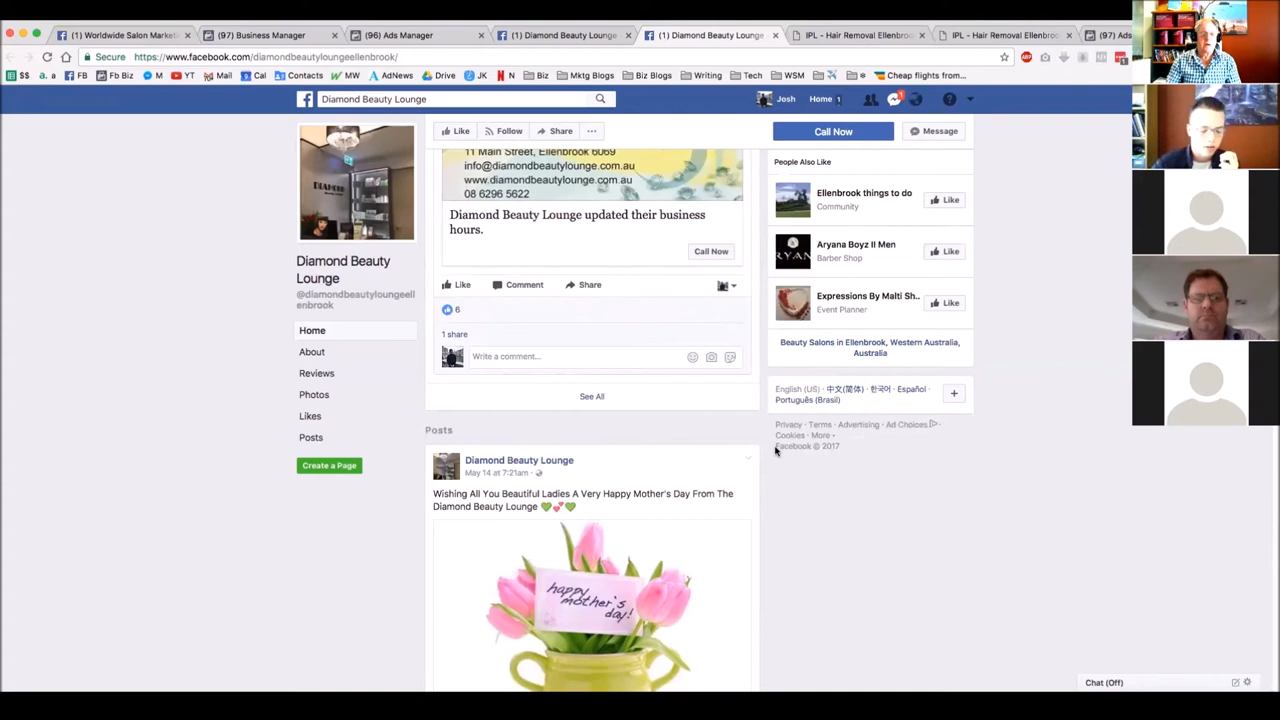 (1) Worldwide Salon Market
(97) Business Manager
(96) Ads Manager
(1) Diamond Beauty Lounge
(1) Diamond Beauty Lounge
IPL - Hair Removal Ellenbroo
IPL - Hair Removal Ellenbroo
(97) Ads
Secure
https://www.facebook.com/diamondbeautyloungeellenbrook/
$$ a. a FB Fb Biz M YT Mail Cal Contacts WW AdNews Drive JK N Biz Mktg Blogs Biz Blogs Writing Tech WSM Cheap flights from...
Diamond Beauty Lounge
Josh Home 1
1
Like Follow Share ...
Call Now
Message
DIAMOND
Diamond Beauty
Lounge
@diamondbeautyloungeell
enbrook
Home
About
Reviews
Photos
Likes
Posts
Create a Page
11 Main Street, Ellenbrook 6069
info@diamondbeautylounge.com.au
www.diamondbeautylounge.com.au
08 6296 5622
Diamond Beauty Lounge updated their business
hours.
Call Now
Like Comment Share
6
1 share
Write a comment...
See All
Posts
Diamond Beauty Lounge
May 14 at 7:21am
Wishing All You Beautiful Ladies A Very Happy Mother's Day From The
Diamond Beauty Lounge 💚💕💚
happy
mother's
day!
People Also Like
Ellenbrook things to do
Community
Like
Aryana Boyz II Men
Barber Shop
Like
Expressions By Malti Sh..
Event Planner
Like
Beauty Salons in Ellenbrook, Western Australia,
Australia
English (US) · 中文(简体) · 한국어 · Español ·
Português (Brasil)
Privacy · Terms · Advertising · Ad Choices ·
Cookies · More
Facebook © 2017
Chat (Off)